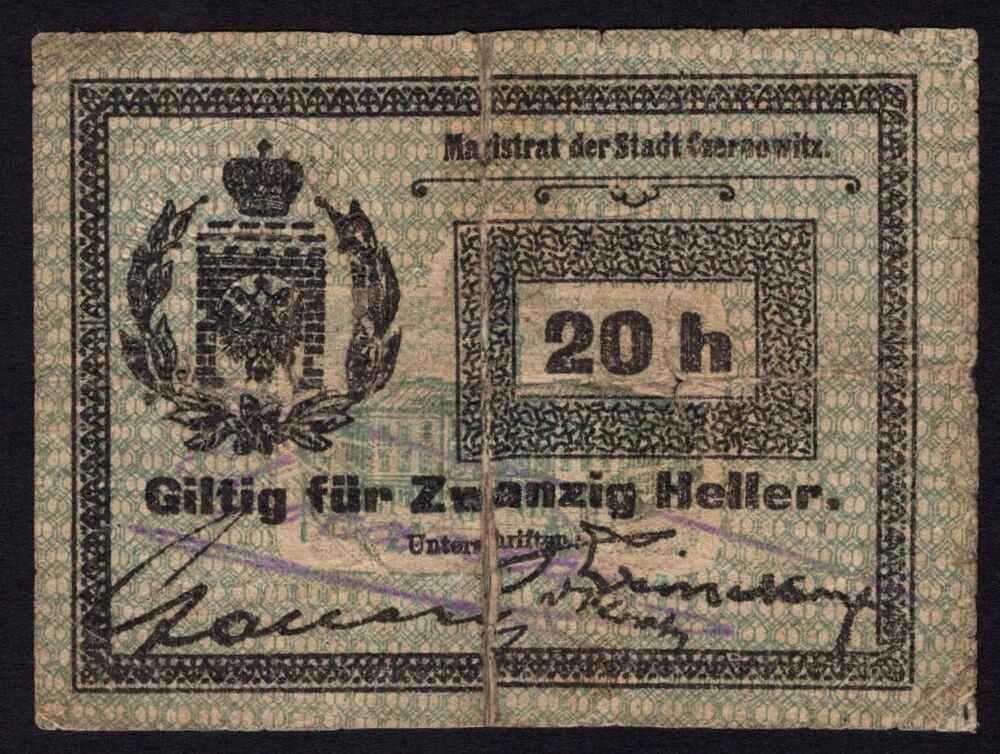 Magistrat der Stadt Czernowitz.
20 h
Giltig für Zwanzig Heller.
Unterschriften: